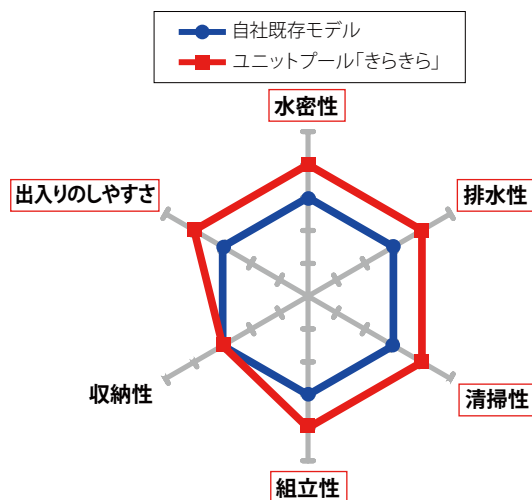 自社既存モデル
ユニットプール「きらきら」
水密性
出入りのしやすさ
排水性
収納性
清掃性
組立性